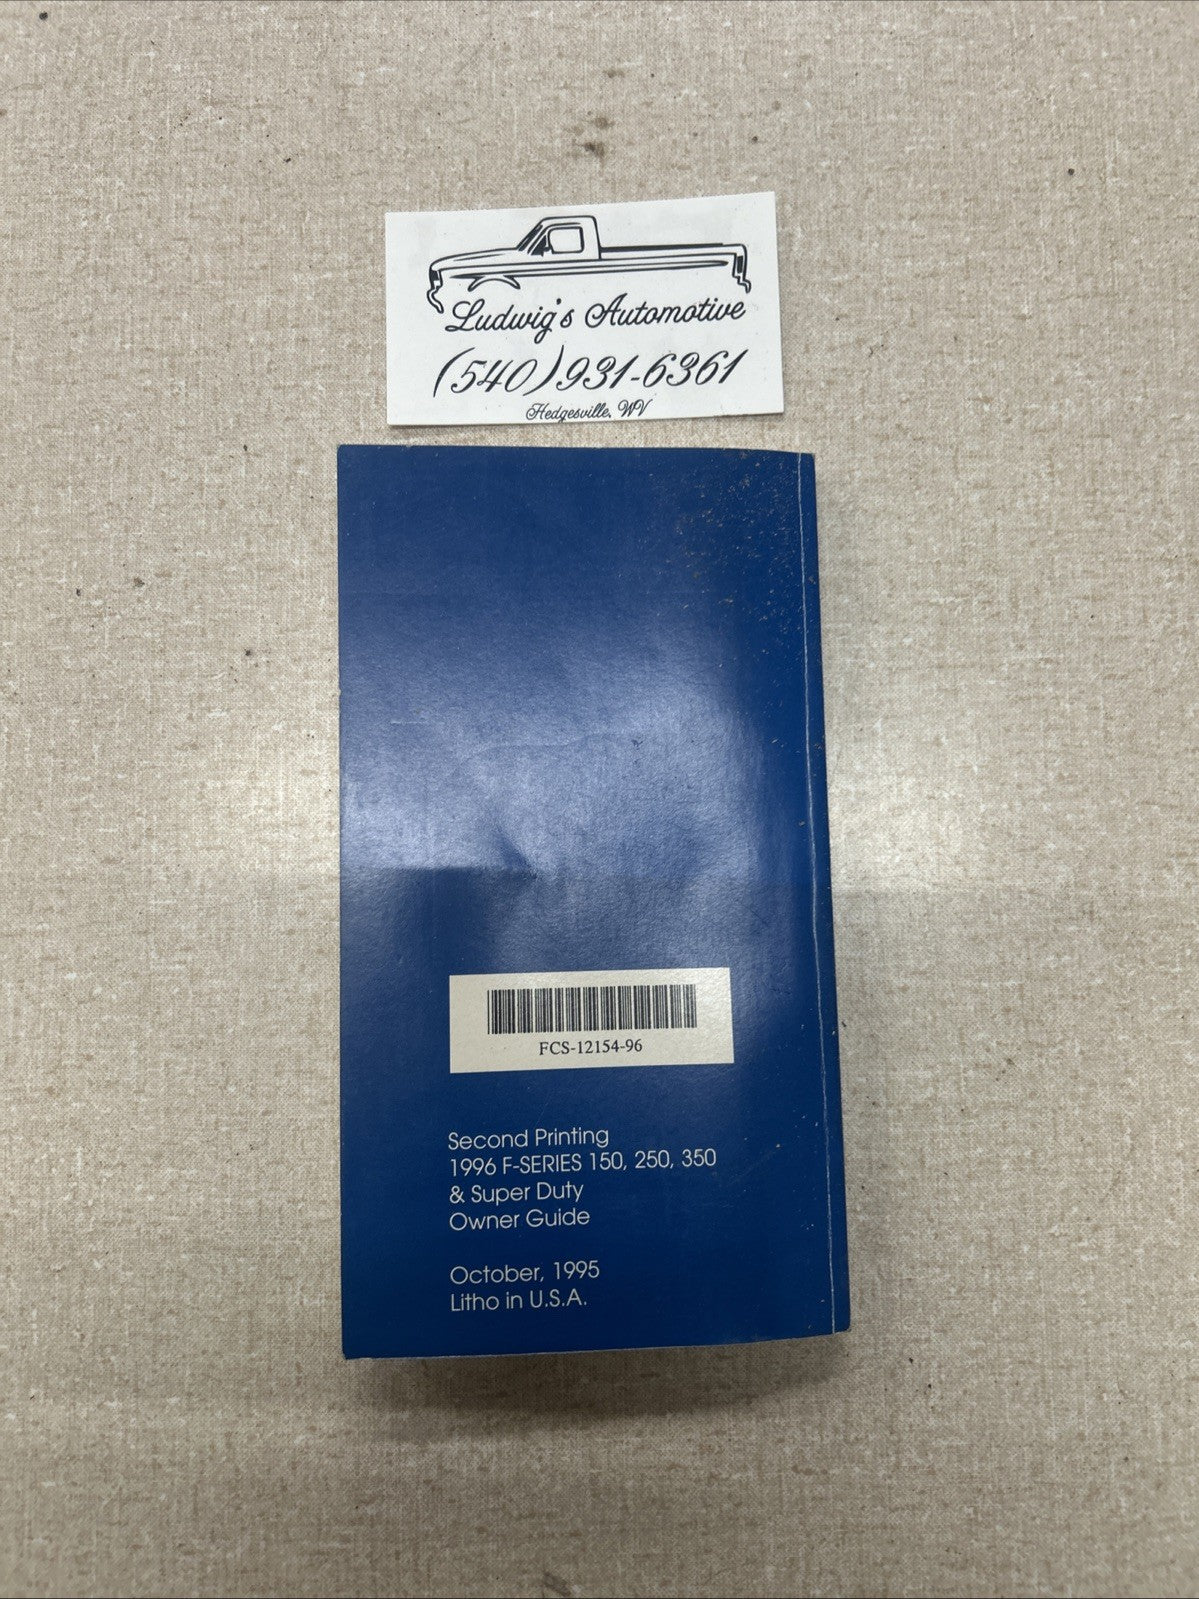 Ludwig's Automotive
(540)931-6361
Hedgesville, WV
FCS-12154-96
Second Printing
1996 F-SERIES 150, 250, 350
& Super Duty
Owner Guide
October, 1995
Litho in U.S.A.